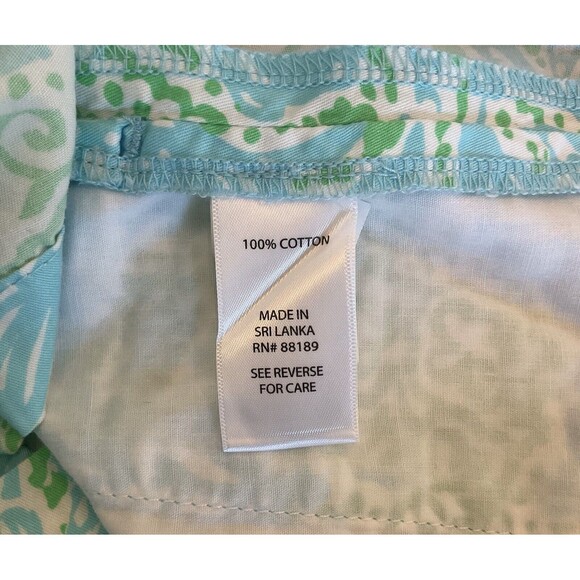 100% COTTON
MADE IN
SRI LANKA
RN# 88189
SEE REVERSE
FOR CARE